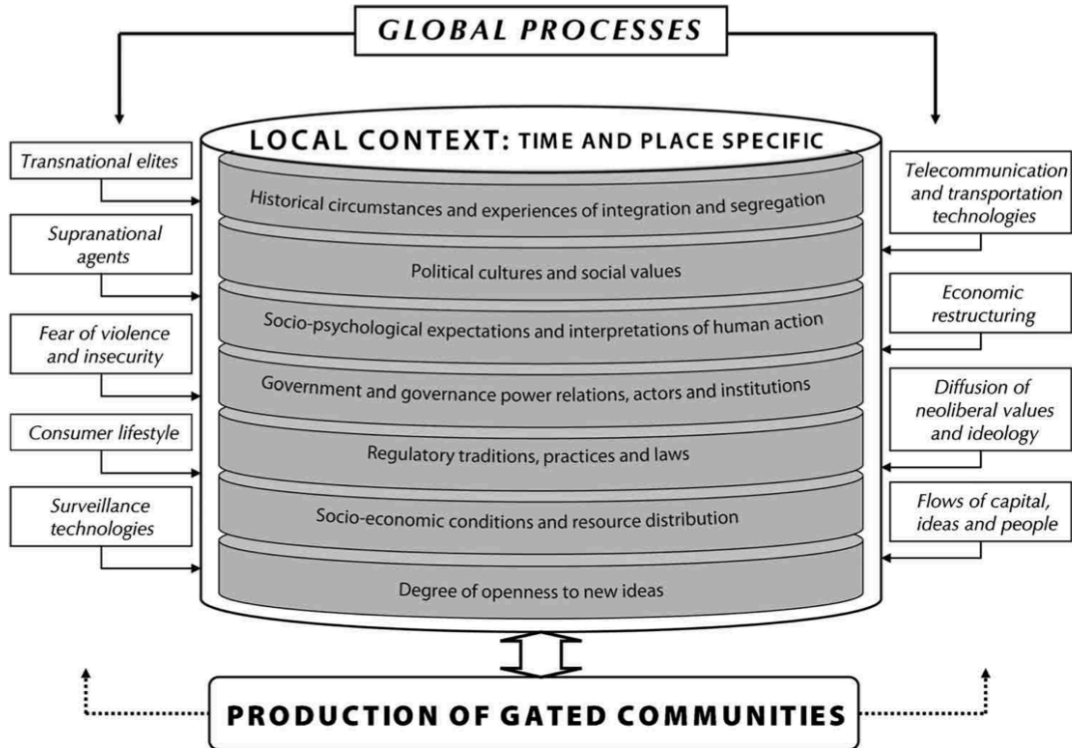 GLOBAL PROCESSES
LOCAL CONTEXT: TIME AND PLACE SPECIFIC
Transnational elites
Supranational
agents
Fear of violence
and insecurity
Consumer lifestyle
Surveillance
technologies
Historical circumstances and experiences of integration and segregation
Political cultures and social values
Socio-psychological expectations and interpretations of human action
Government and governance power relations, actors and institutions
Regulatory traditions, practices and laws
Socio-economic conditions and resource distribution
Degree of openness to new ideas
Telecommunication
and transportation
technologies
Economic
restructuring
Diffusion of
neoliberal values
and ideology
Flows of capital,
ideas and people
PRODUCTION OF GATED COMMUNITIES